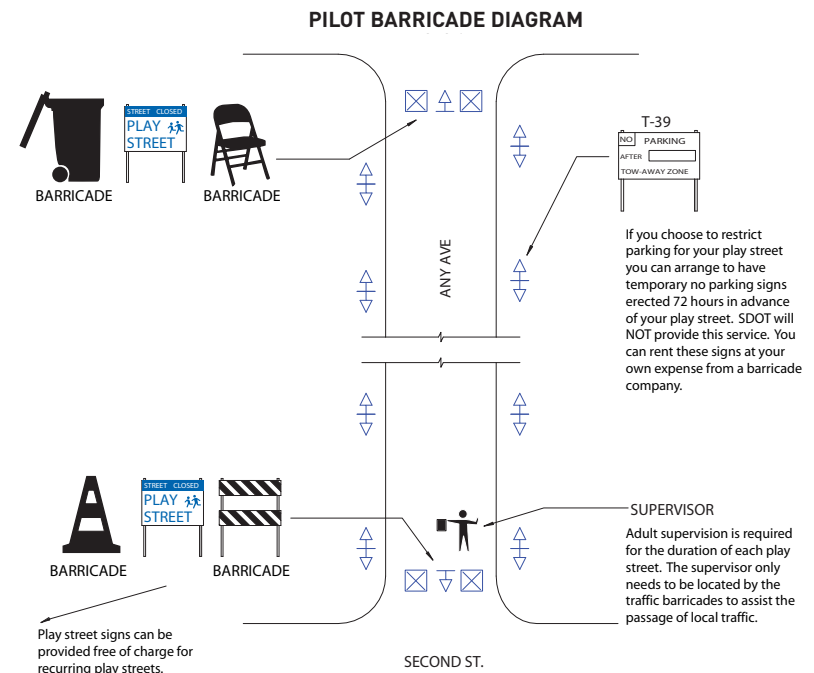 PILOT BARRICADE DIAGRAM
STREET CLOSED
PLAY
STREET
BARRICADE
BARRICADE
T-39
NO PARKING
AFTER
TOW-AWAY ZONE
If you choose to restrict
parking for your play street
you can arrange to have
temporary no parking signs
erected 72 hours in advance
of your play street. SDOT will
NOT provide this service. You
can rent these signs at your
own expense from a barricade
company.
ANY AVE
STREET CLOSED
PLAY
STREET
BARRICADE
BARRICADE
SUPERVISOR
Adult supervision is required
for the duration of each play
street. The supervisor only
needs to be located by the
traffic barricades to assist the
passage of local traffic.
Play street signs can be
provided free of charge for
recurring play streets.
SECOND ST.